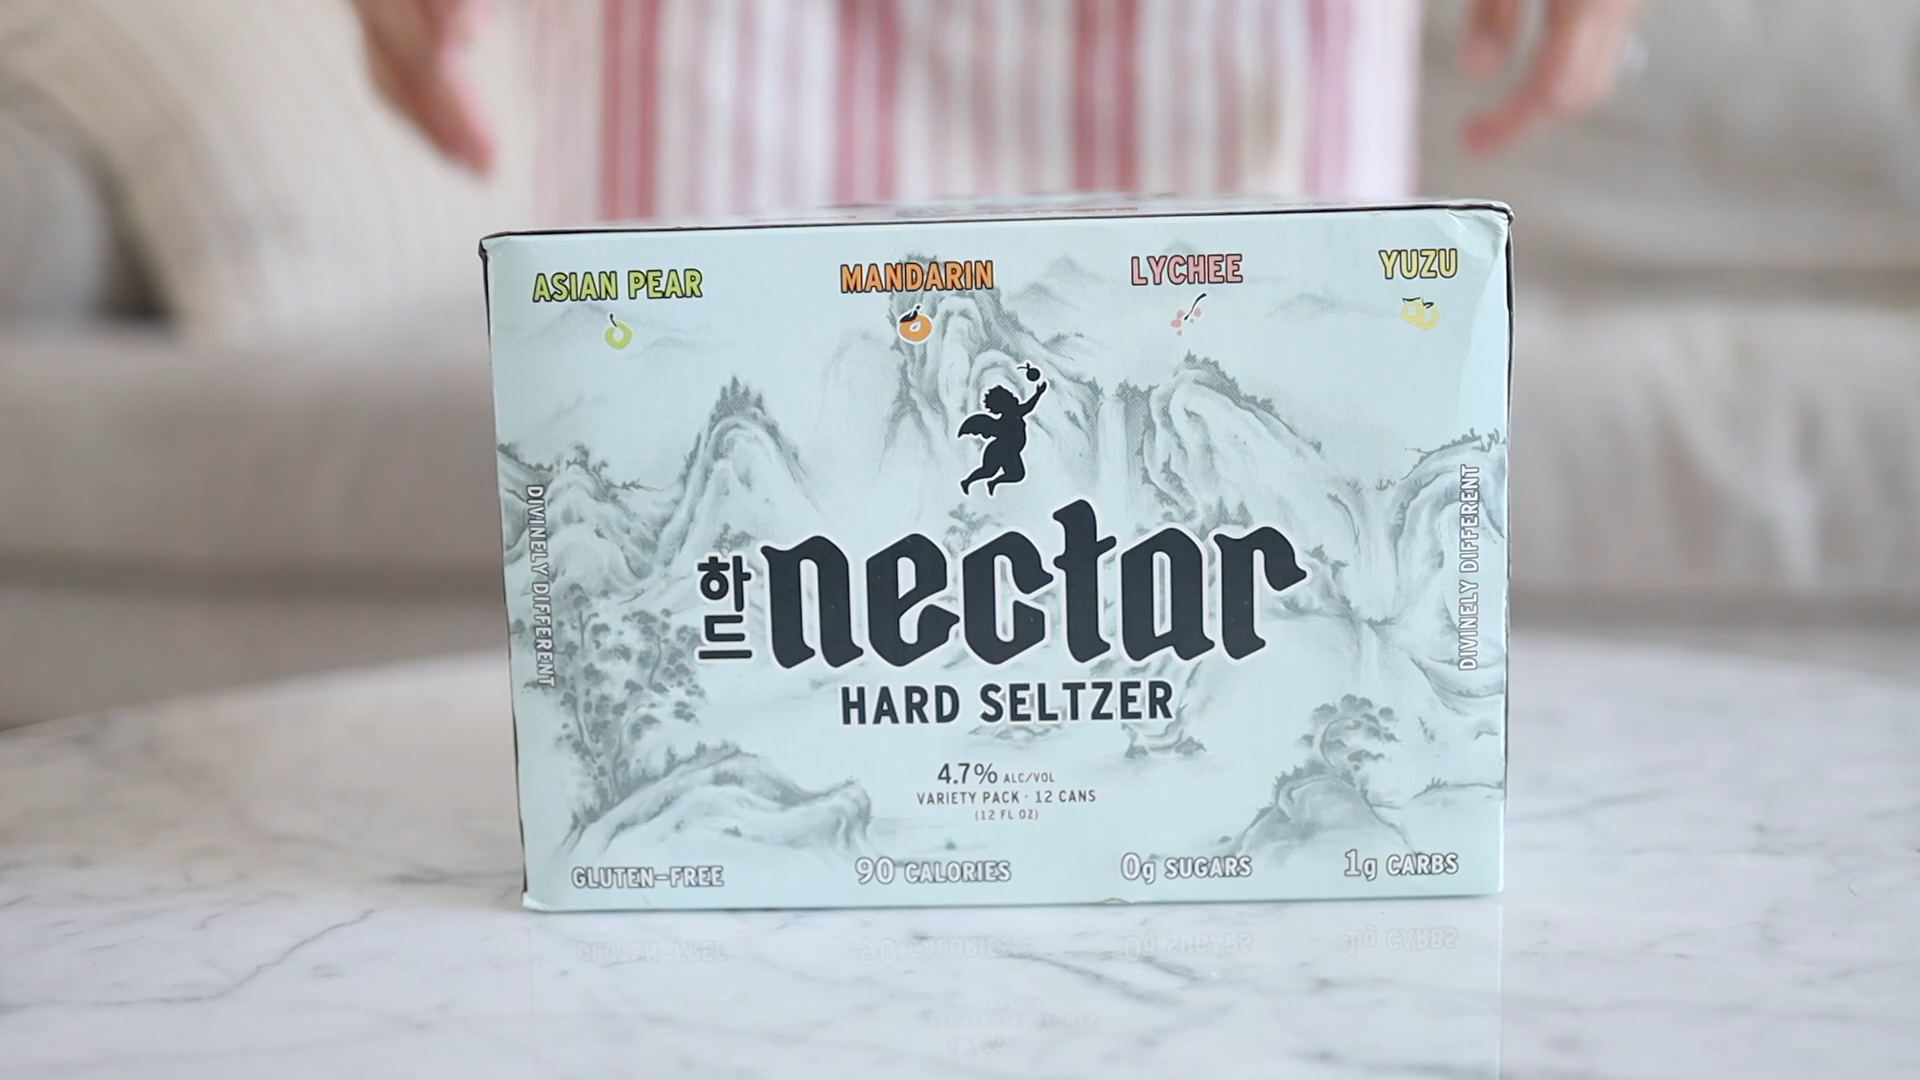 ASIAN PEAR
MANDARIN
LYCHEE
YUZU
DIVINELY DIFFERENT
하드
nectar
DIVINELY DIFFERENT
HARD SELTZER
4.7% ALC/VOL
VARIETY PACK · 12 CANS
(12 FL OZ)
GLUTEN-FREE
90 CALORIES
0g SUGARS
1g CARBS